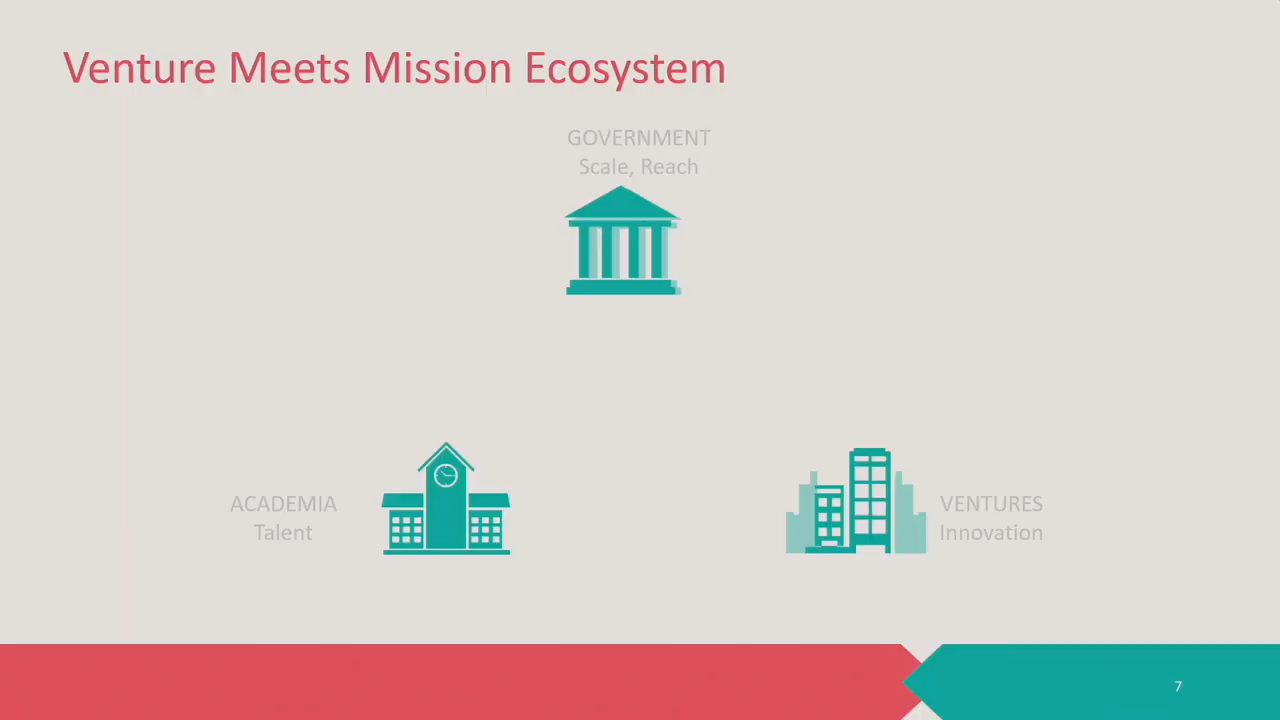 Venture Meets Mission Ecosystem
GOVERNMENT
Scale, Reach
ACADEMIA
Talent
VENTURES
Innovation
7